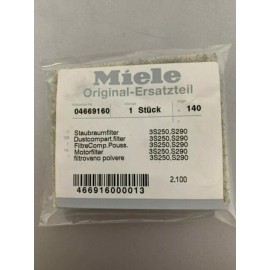 Miele
Original-Ersatzteil
04669160 1 Stück 140
Staubraumfilter 3S250,S290
Dustcompart.filter 3S250,S290
FiltreComp.Pouss. 3S250,S290
Motorfilter 3S250,S290
filtrovano polvere 3S250,S290
466916000013
2.100